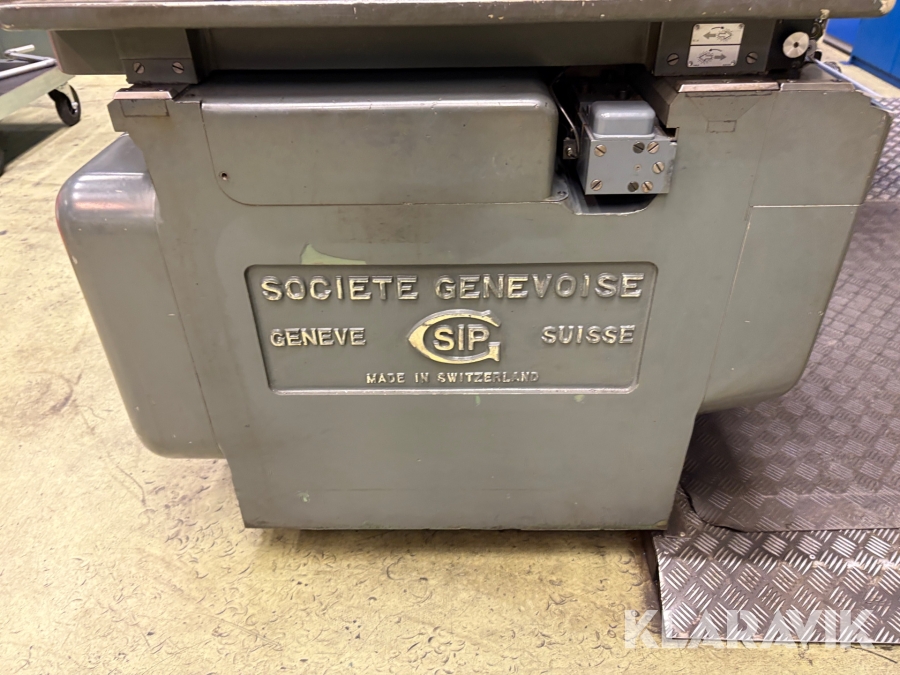 SOCIETE GENEVOISE
GENEVE SIP SUISSE
MADE IN SWITZERLAND
KLARAVIK